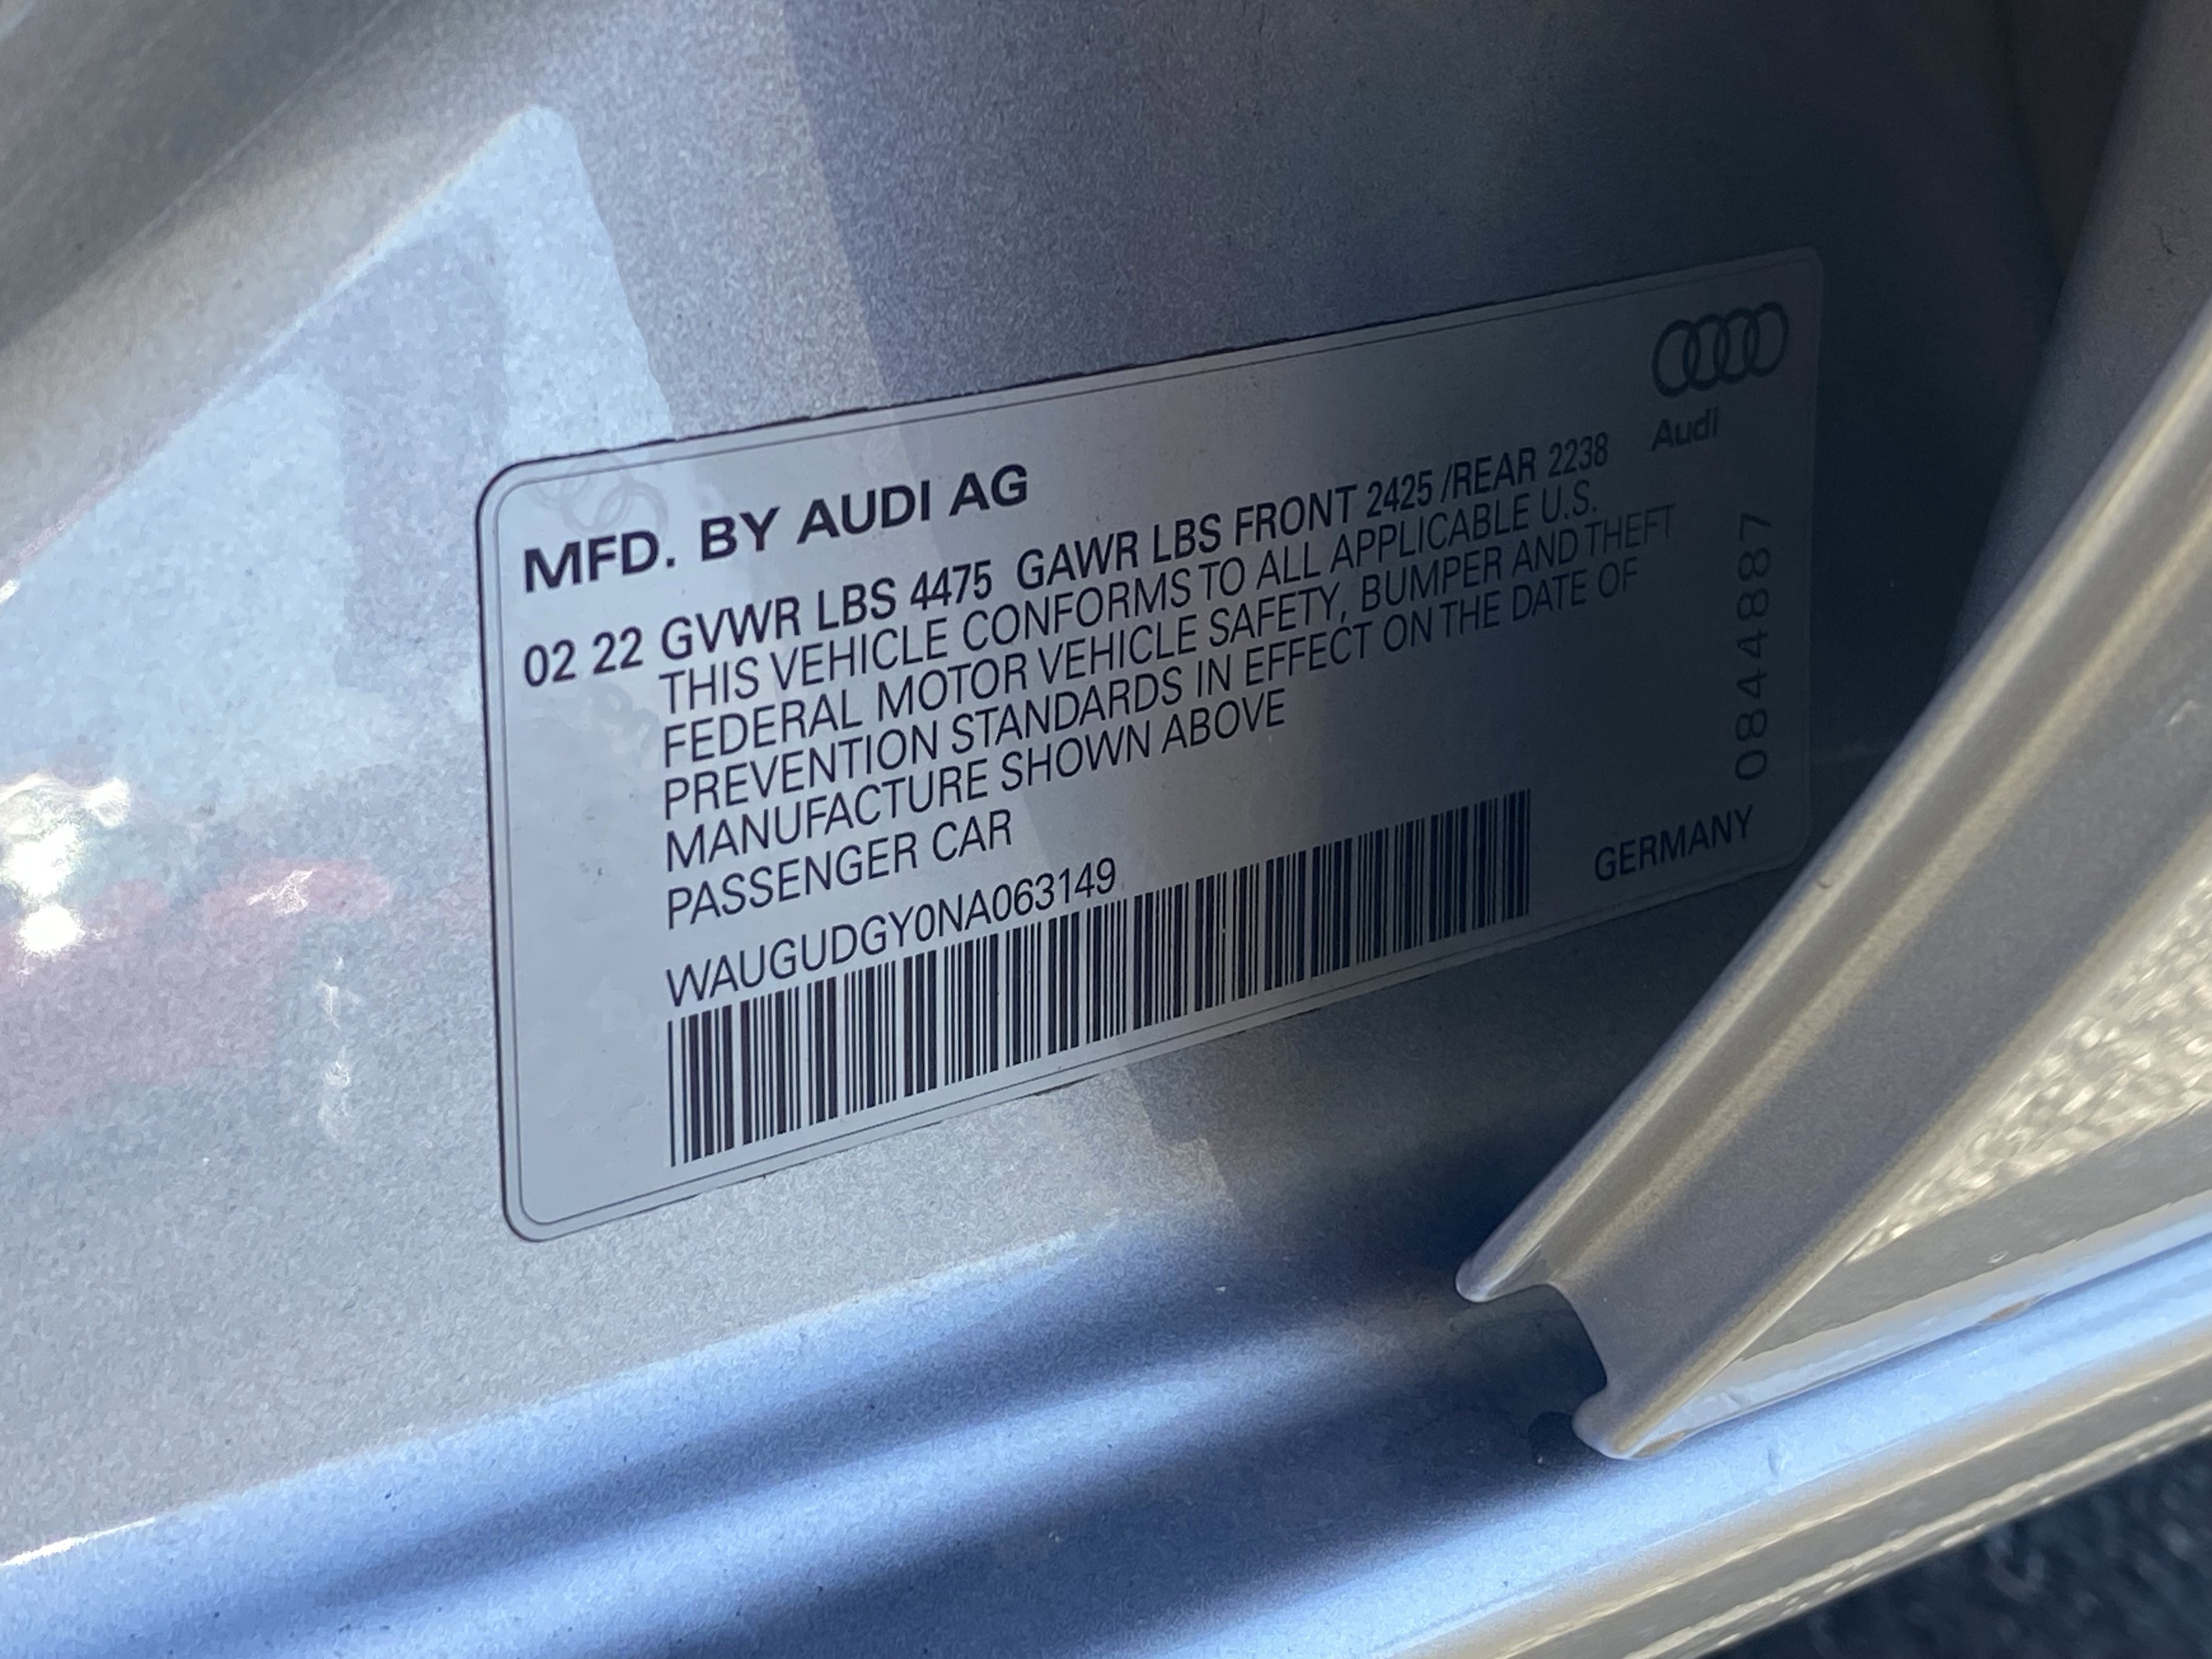 Audi
MFD. BY AUDI AG
02 22 GVWR LBS 4475 GAWR LBS FRONT 2425 /REAR 2238
THIS VEHICLE CONFORMS TO ALL APPLICABLE U.S.
FEDERAL MOTOR VEHICLE SAFETY, BUMPER AND THEFT
PREVENTION STANDARDS IN EFFECT ON THE DATE OF
MANUFACTURE SHOWN ABOVE
PASSENGER CAR
WAUGUDGY0NA063149
GERMANY
0844887